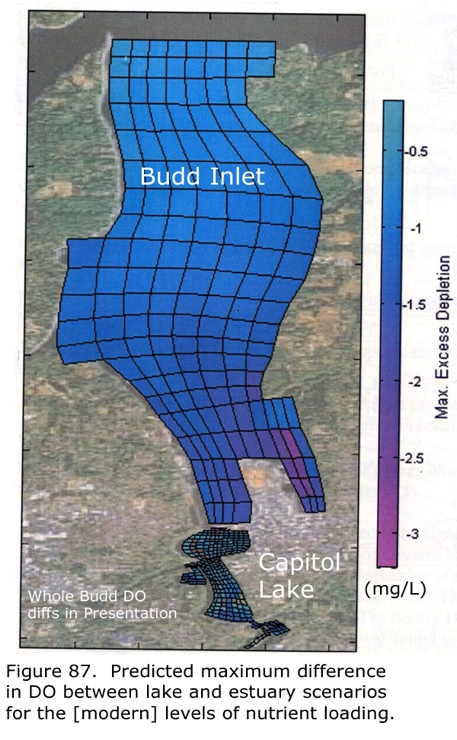 Budd Inlet
-0.5
-1
-1.5
-2
-2.5
-3
Max. Excess Depletion
(mg/L)
Capitol
Lake
Whole Budd DO
diffs in Presentation
Figure 87.  Predicted maximum difference
in DO between lake and estuary scenarios
for the [modern] levels of nutrient loading.